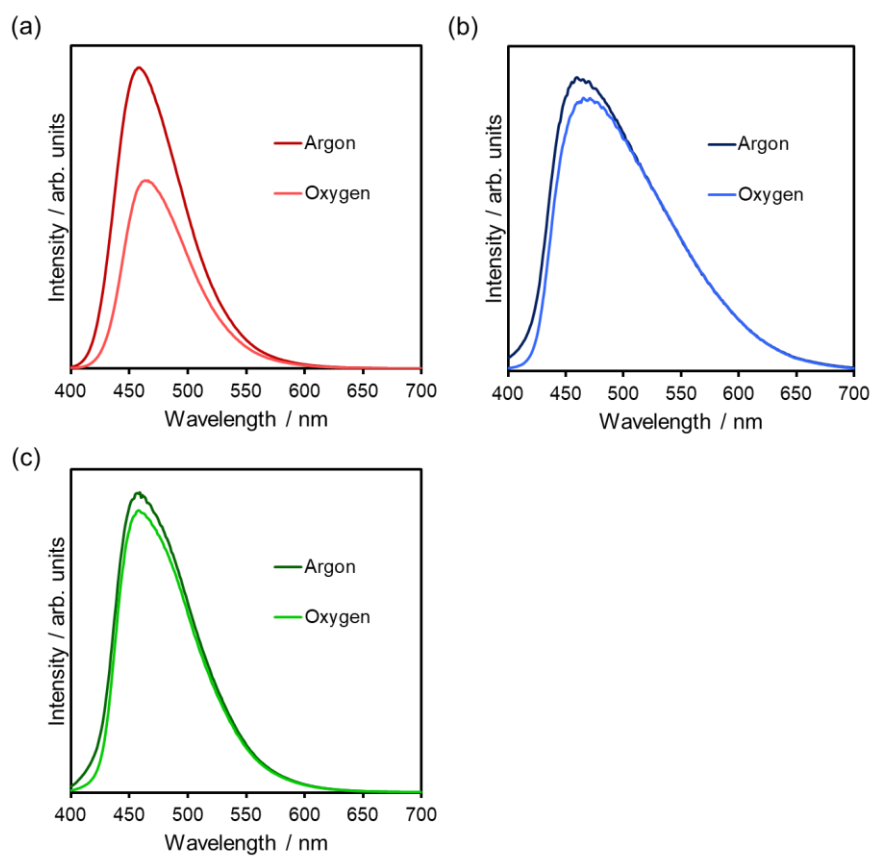 (a)
Intensity / arb. units
Argon
Oxygen
400 450 500 550 600 650 700
Wavelength / nm
(b)
Intensity / arb. units
Argon
Oxygen
400 450 500 550 600 650 700
Wavelength / nm
(c)
Intensity / arb. units
Argon
Oxygen
400 450 500 550 600 650 700
Wavelength / nm